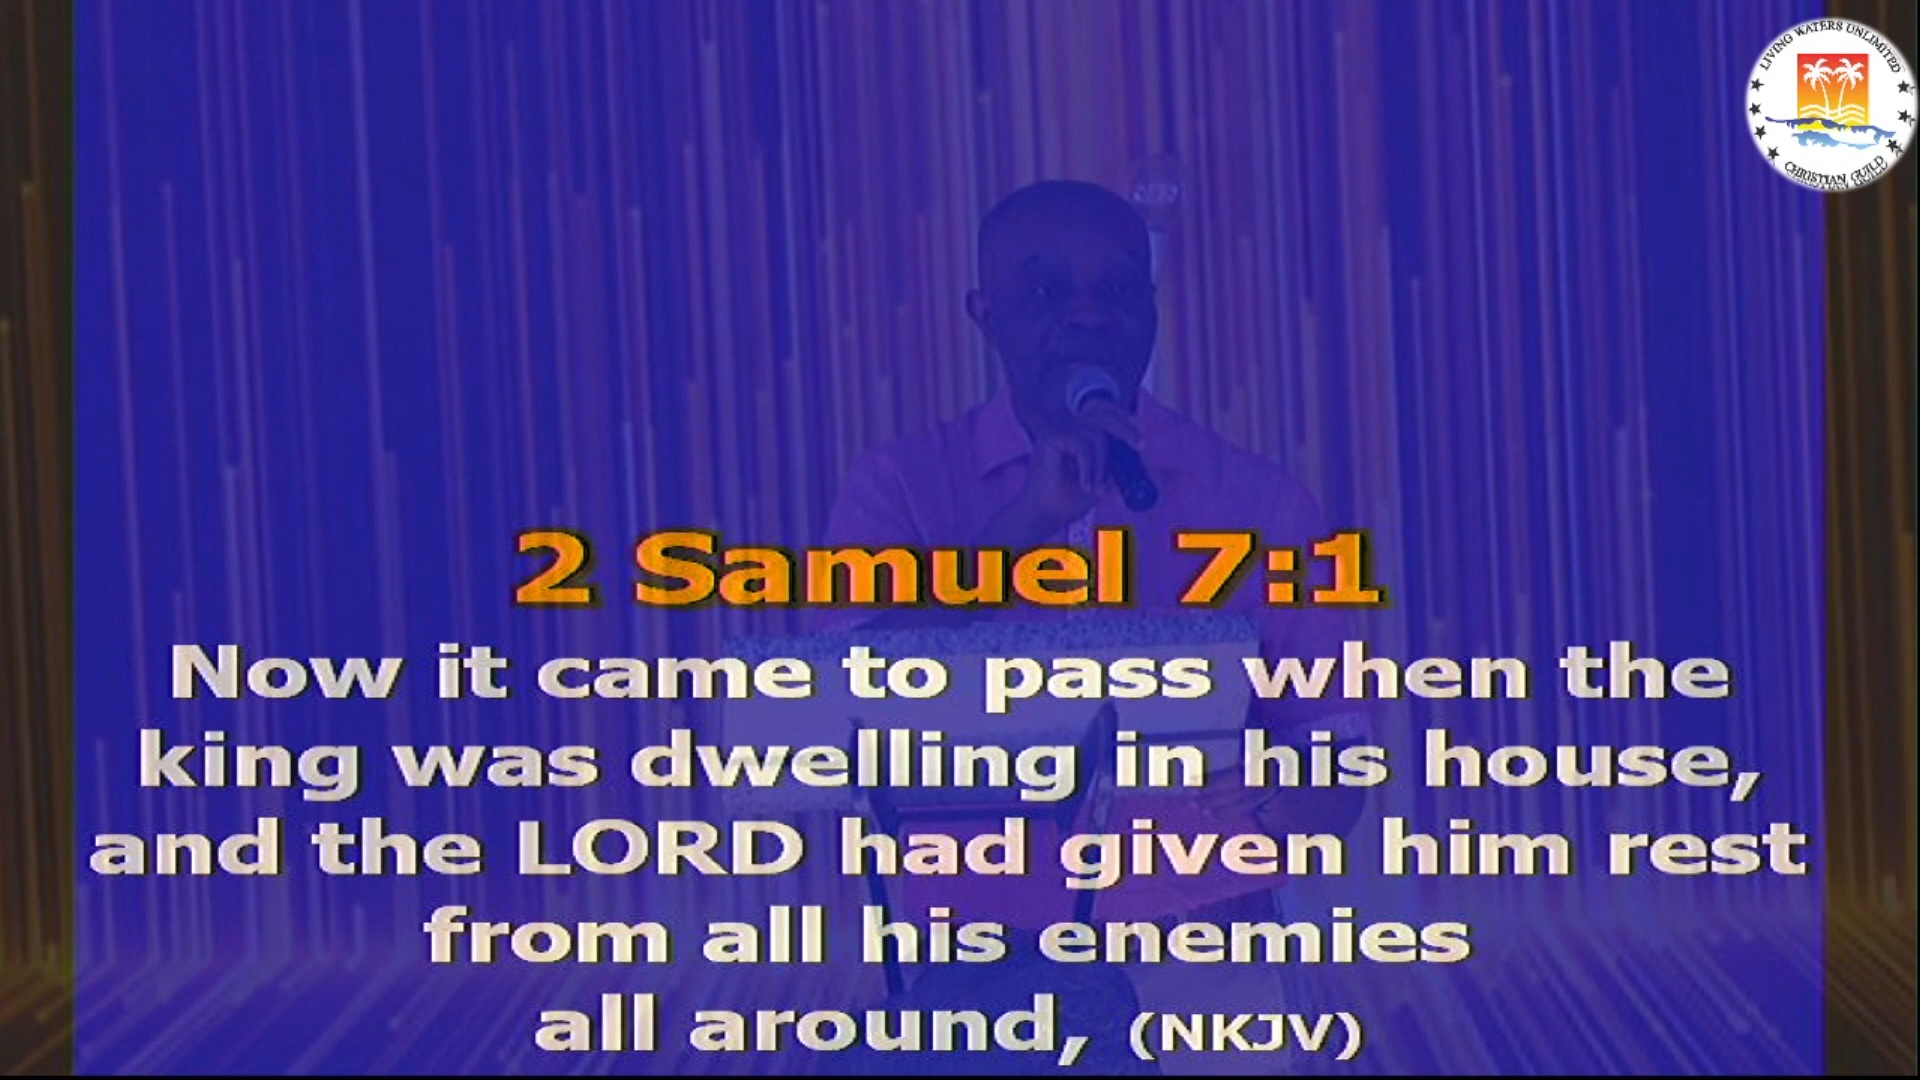 LIVING WATERS UNLIMITED
CHRISTIAN GUILD
2 Samuel 7:1
Now it came to pass when the
king was dwelling in his house,
and the LORD had given him rest
from all his enemies
all around, (NKJV)